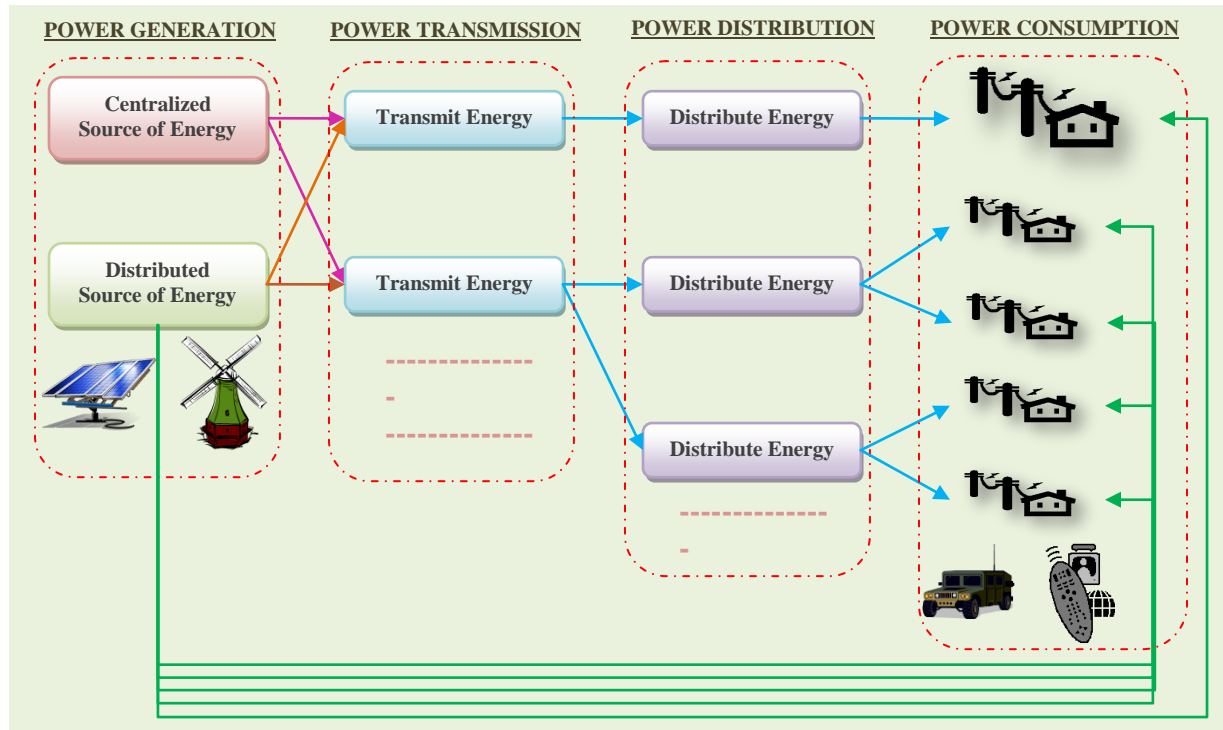 POWER GENERATION
POWER TRANSMISSION
POWER DISTRIBUTION
POWER CONSUMPTION
Centralized
Source of Energy
Transmit Energy
Distribute Energy
Distributed
Source of Energy
Transmit Energy
Distribute Energy
--------------
-
--------------
Distribute Energy
--------------
-